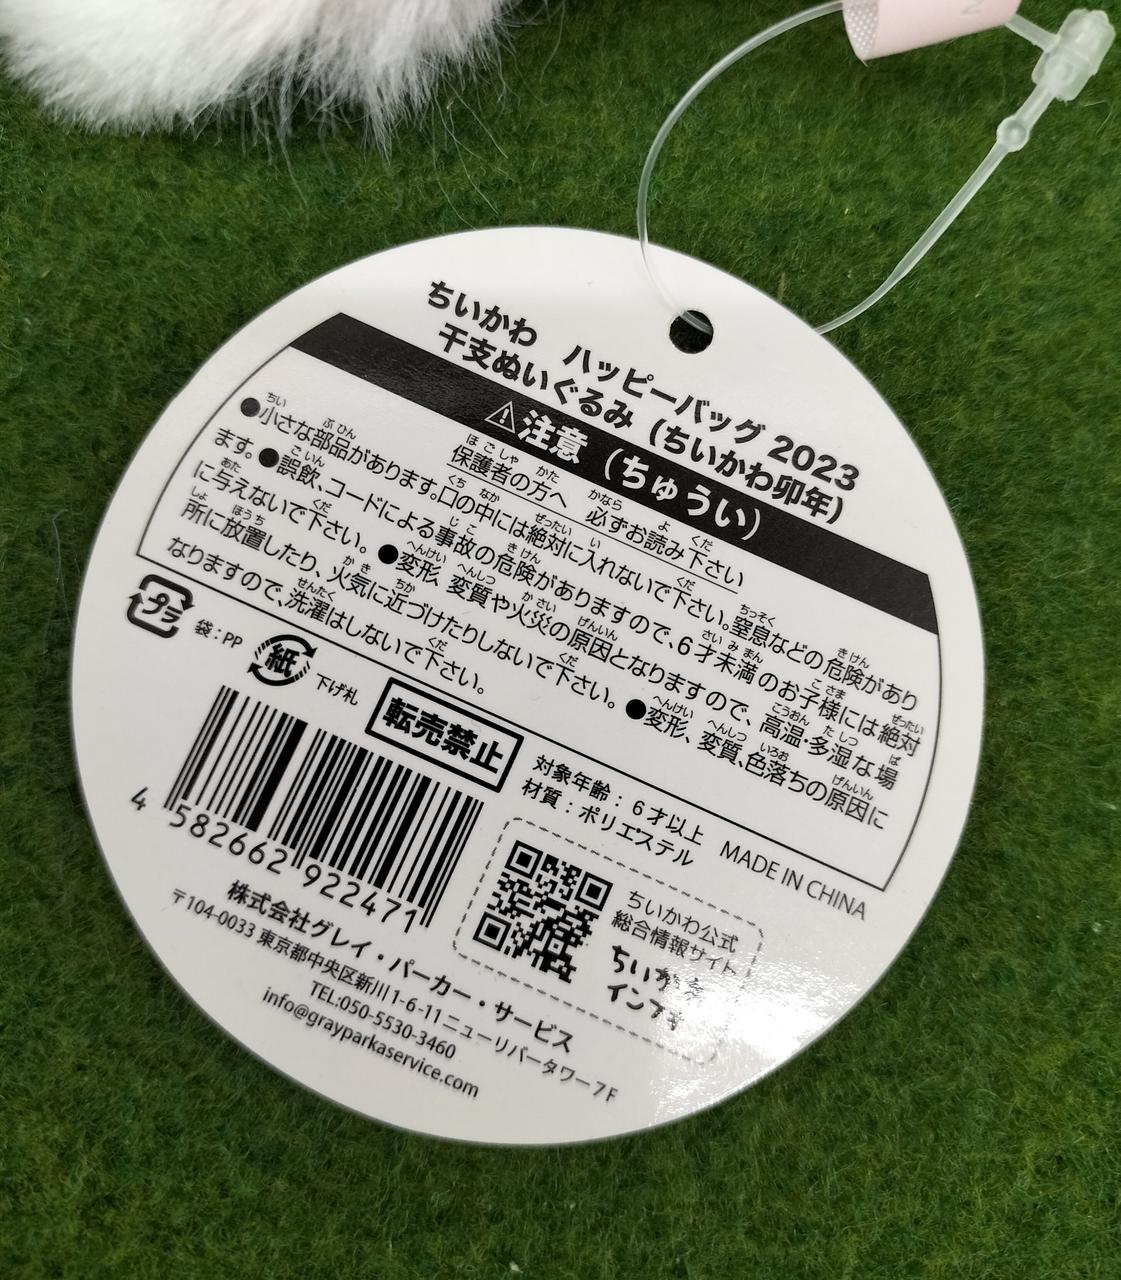 2
ちいかわ ハッピーバッグ 2023
干支ぬいぐるみ（ちいかわ卯年）
⚠注意（ちゅうい）
保護者の方へ 必ずお読み下さい
●小さな部品があります。口の中には絶対に入れないで下さい。窒息などの危険があり
ます。●誤飲、コードによる事故の危険がありますので、6才未満のお子様には絶対
に与えないで下さい。●変形、変質や火災の原因となりますので、高温・多湿な場
所に放置したり、火気に近づけたりしないで下さい。●変形、変質、色落ちの原因に
なりますので、洗濯はしないで下さい。
プラ 袋：PP 紙 下げ札
転売禁止
対象年齢：6才以上
材質：ポリエステル MADE IN CHINA
4 582662 922471
ちいかわ公式
総合情報サイト
ちいかわ
インフォ
株式会社グレイ・パーカー・サービス
〒104-0033 東京都中央区新川1-6-11ニューリバータワー7F
TEL:050-5530-3460
info@grayparkaservice.com